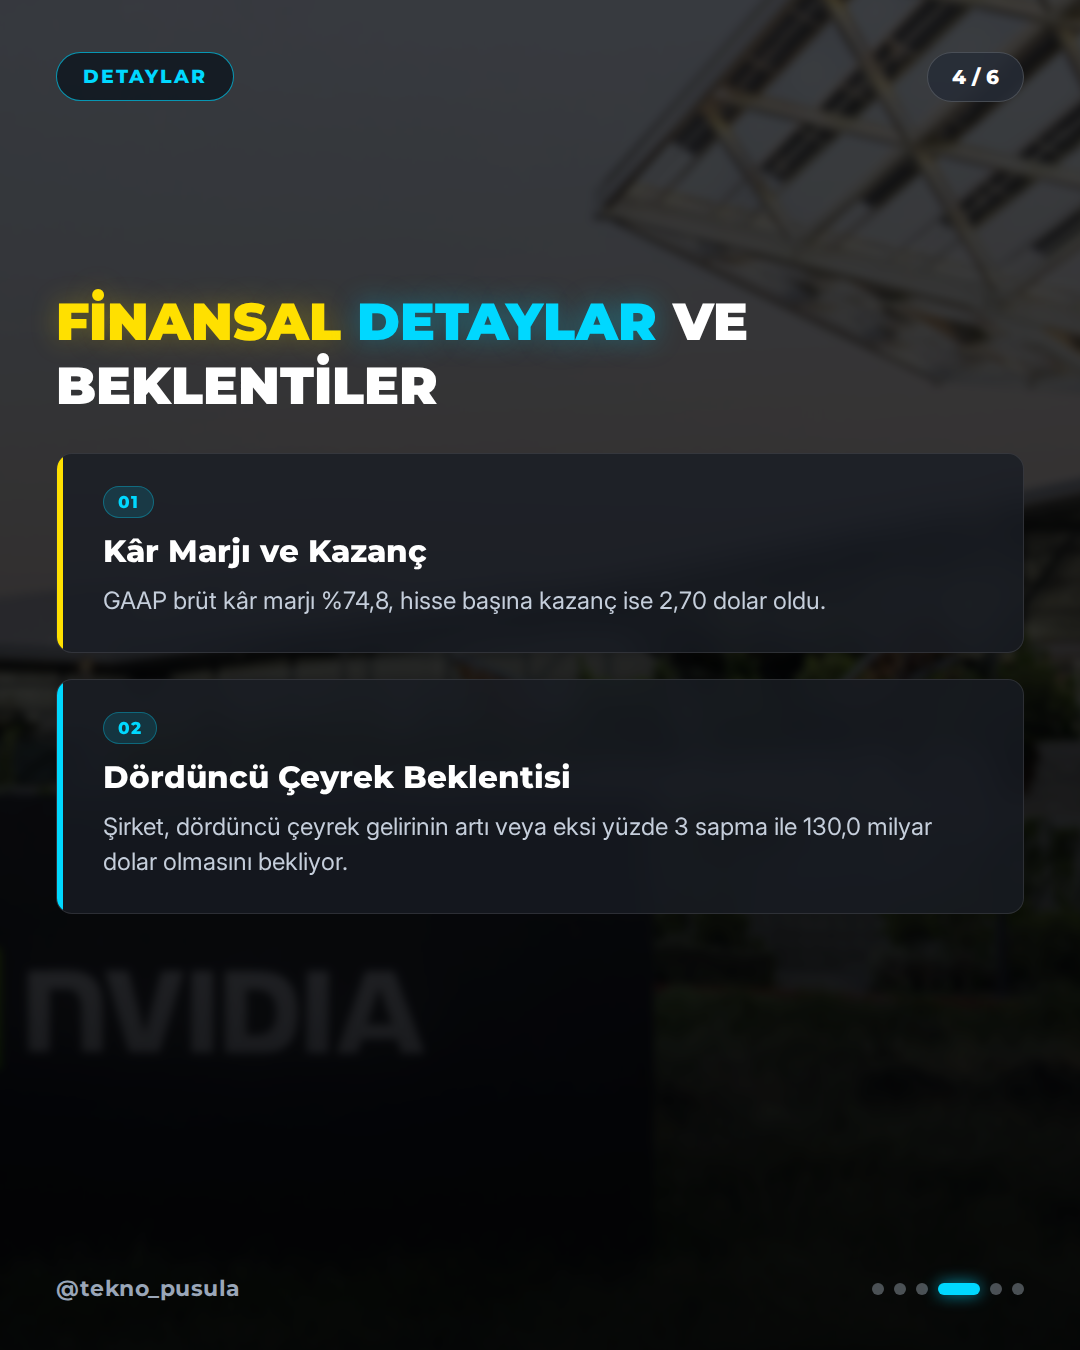 DETAYLAR
4 / 6
FİNANSAL DETAYLAR VE
BEKLENTİLER
01
Kâr Marjı ve Kazanç
GAAP brüt kâr marjı %74,8, hisse başına kazanç ise 2,70 dolar oldu.
02
Dördüncü Çeyrek Beklentisi
Şirket, dördüncü çeyrek gelirinin artı veya eksi yüzde 3 sapma ile 130,0 milyar
dolar olmasını bekliyor.
NVIDIA
@tekno_pusula